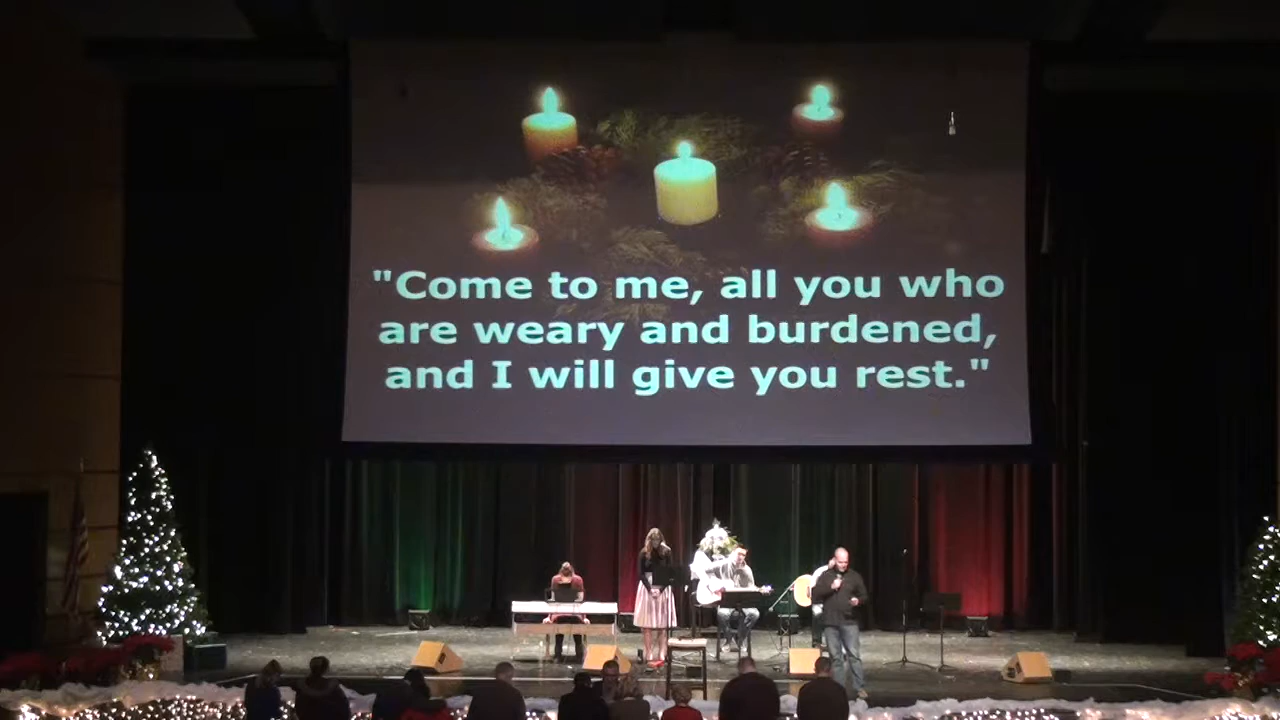 "Come to me, all you who
are weary and burdened,
and I will give you rest."